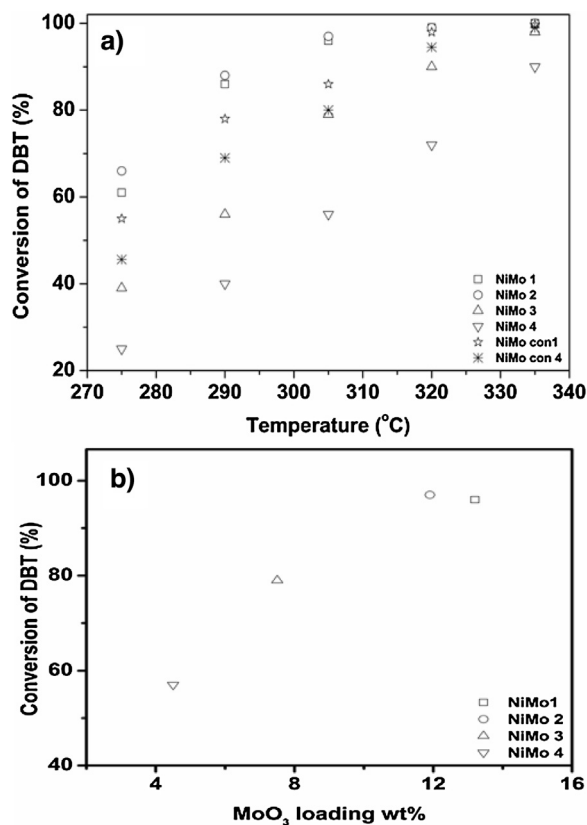 a)
100
80
60
40
20
Conversion of DBT (%)
NiMo 1
NiMo 2
NiMo 3
NiMo 4
NiMo con1
NiMo con 4
270 280 290 300 310 320 330 340
Temperature (°C)
b)
100
80
60
40
Conversion of DBT (%)
NiMo1
NiMo 2
NiMo 3
NiMo 4
4 8 12 16
MoO₃ loading wt%